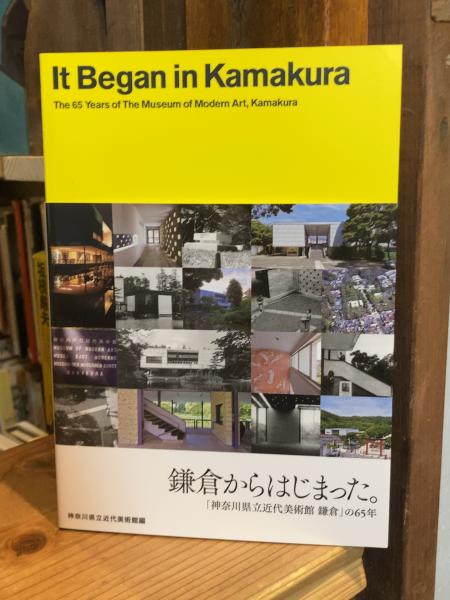 It Began in Kamakura
The 65 Years of The Museum of Modern Art, Kamakura
鎌倉からはじまった。
「神奈川県立近代美術館 鎌倉」の65年
神奈川県立近代美術館編